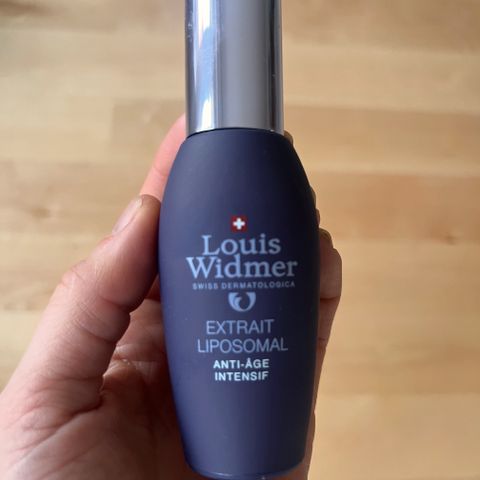 Louis
Widmer
SWISS DERMATOLOGICA
EXTRAIT
LIPOSOMAL
ANTI-ÂGE
INTENSIF